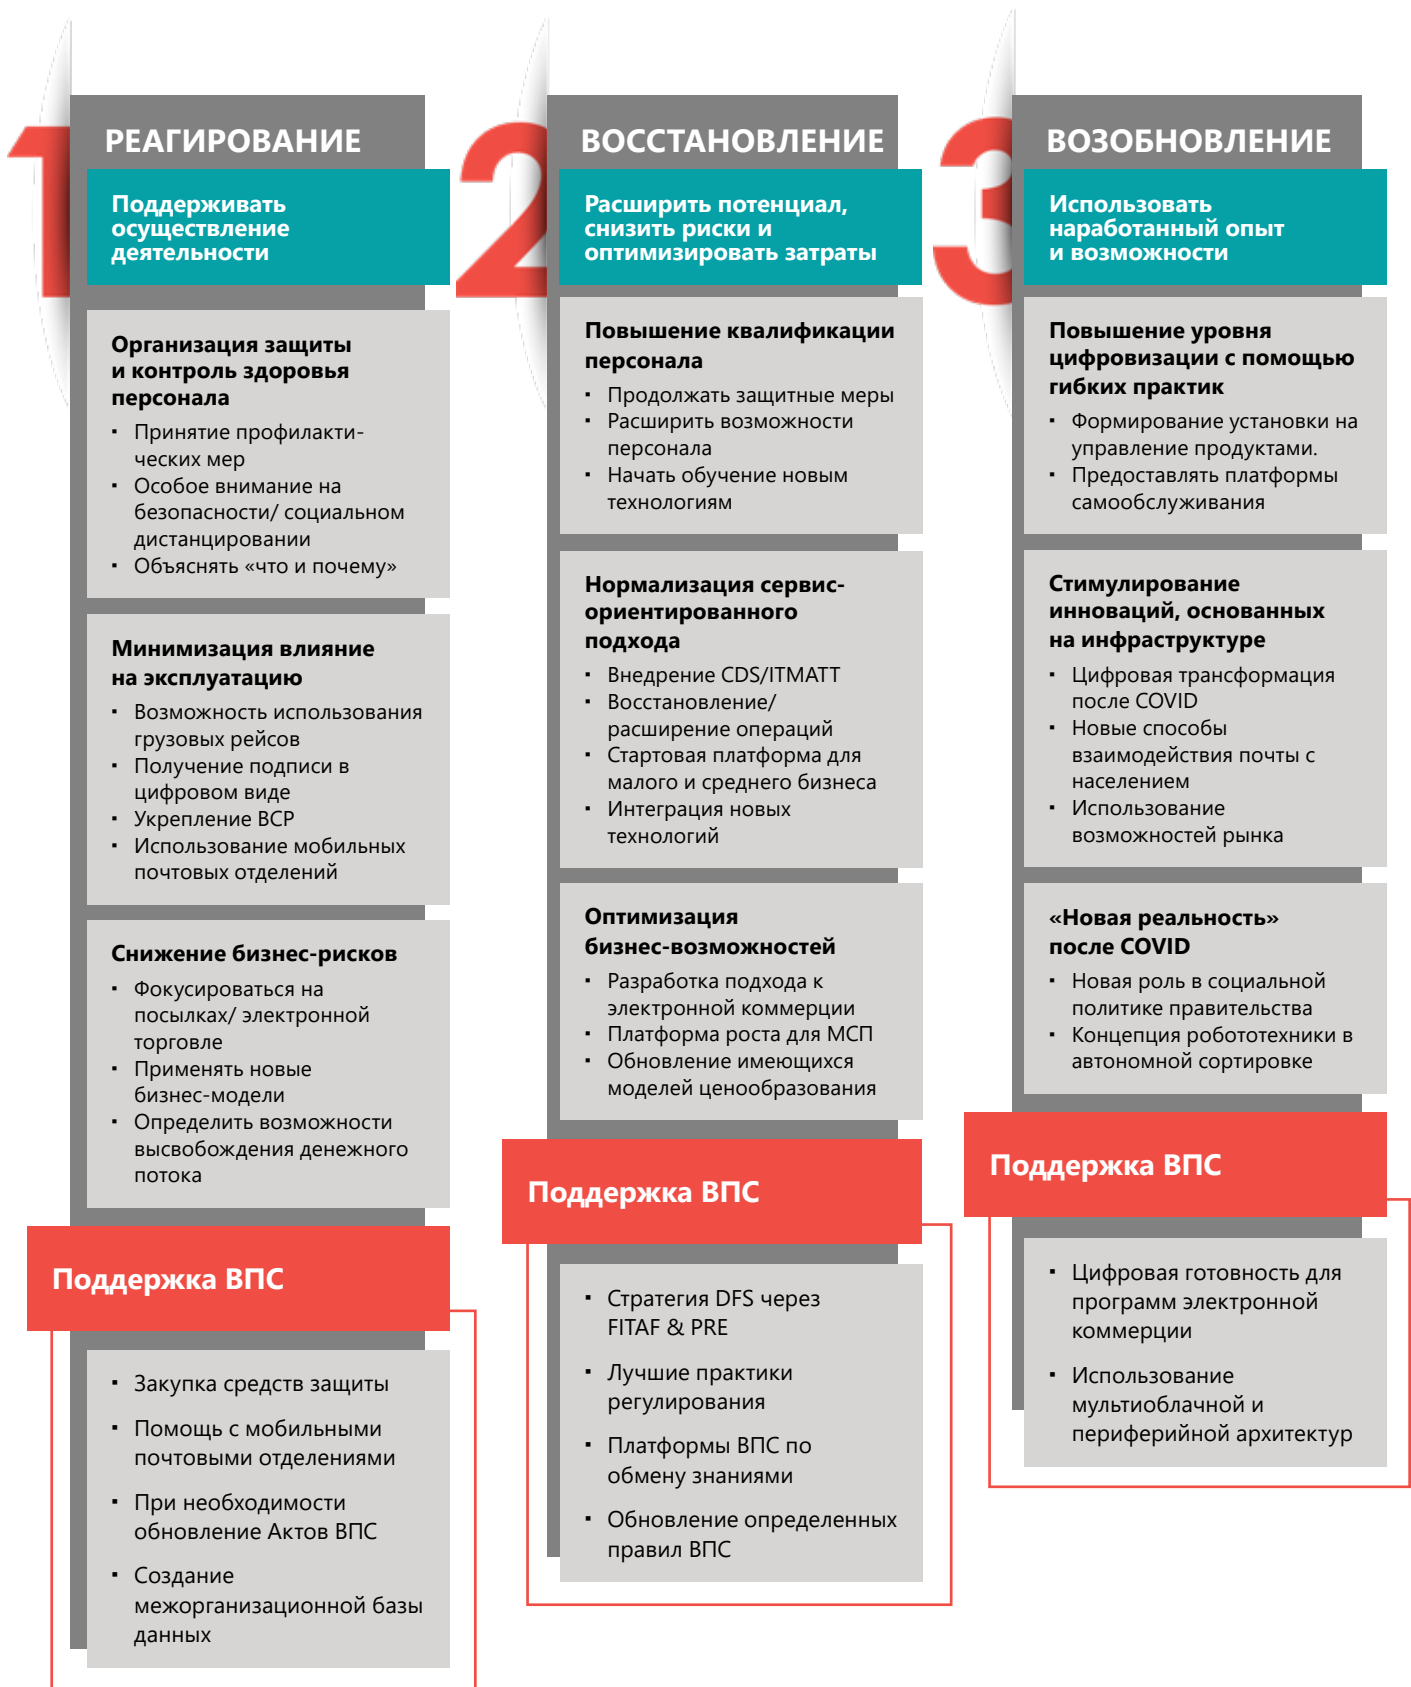 1
РЕАГИРОВАНИЕ
Поддерживать
осуществление
деятельности
Организация защиты
и контроль здоровья
персонала
▪ Принятие профилакти-
ческих мер
▪ Особое внимание на
безопасности/ социальном
дистанцировании
▪ Объяснять «что и почему»
Минимизация влияние
на эксплуатацию
▪ Возможность использования
грузовых рейсов
▪ Получение подписи в
цифровом виде
▪ Укрепление ВСР
▪ Использование мобильных
почтовых отделений
Снижение бизнес-рисков
▪ Фокусироваться на
посылках/ электронной
торговле
▪ Применять новые
бизнес-модели
▪ Определить возможности
высвобождения денежного
потока
Поддержка ВПС
▪ Закупка средств защиты
▪ Помощь с мобильными
почтовыми отделениями
▪ При необходимости
обновление Актов ВПС
▪ Создание
межорганизационной базы
данных
2
ВОССТАНОВЛЕНИЕ
Расширить потенциал,
снизить риски и
оптимизировать затраты
Повышение квалификации
персонала
▪ Продолжать защитные меры
▪ Расширить возможности
персонала
▪ Начать обучение новым
технологиям
Нормализация сервис-
ориентированного
подхода
▪ Внедрение CDS/ITMATT
▪ Восстановление/
расширение операций
▪ Стартовая платформа для
малого и среднего бизнеса
▪ Интеграция новых
технологий
Оптимизация
бизнес-возможностей
▪ Разработка подхода к
электронной коммерции
▪ Платформа роста для МСП
▪ Обновление имеющихся
моделей ценообразования
Поддержка ВПС
▪ Стратегия DFS через
FITAF & PRE
▪ Лучшие практики
регулирования
▪ Платформы ВПС по
обмену знаниями
▪ Обновление определенных
правил ВПС
3
ВОЗОБНОВЛЕНИЕ
Использовать
наработанный опыт
и возможности
Повышение уровня
цифровизации с помощью
гибких практик
▪ Формирование установки на
управление продуктами.
▪ Предоставлять платформы
самообслуживания
Стимулирование
инноваций, основанных
на инфраструктуре
▪ Цифровая трансформация
после COVID
▪ Новые способы
взаимодействия почты с
населением
▪ Использование
возможностей рынка
«Новая реальность»
после COVID
▪ Новая роль в социальной
политике правительства
▪ Концепция робототехники в
автономной сортировке
Поддержка ВПС
▪ Цифровая готовность для
программ электронной
коммерции
▪ Использование
мультиоблачной и
периферийной архитектур